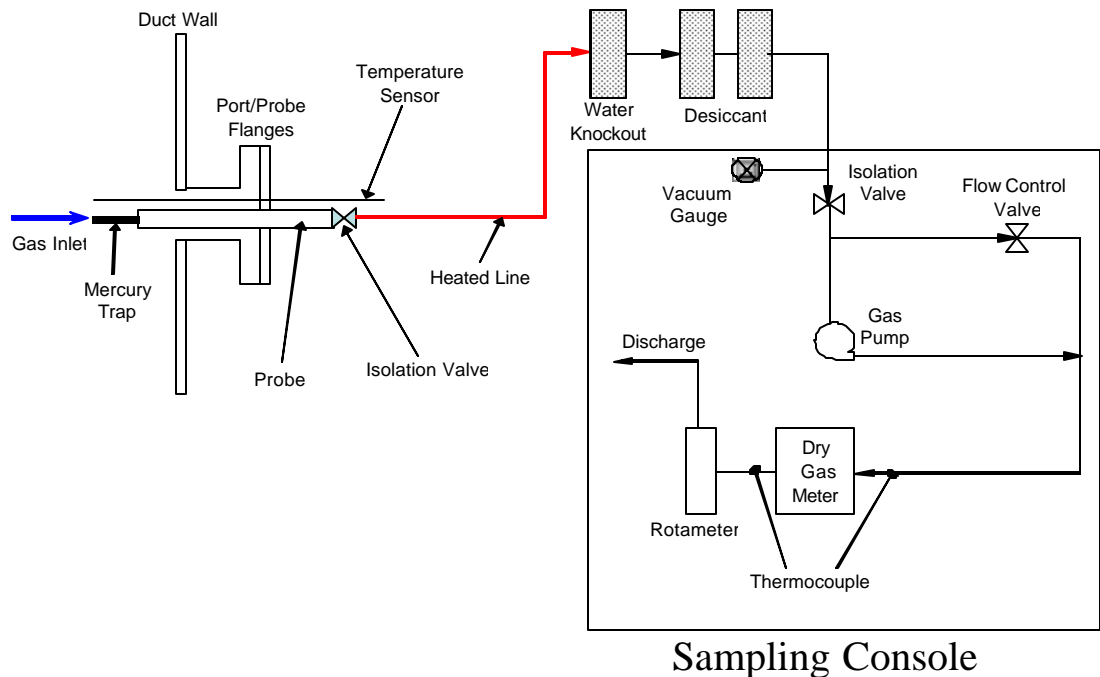 Duct Wall
Temperature
Sensor
Port/Probe
Flanges
Water
Knockout
Desiccant
Vacuum
Gauge
Isolation
Valve
Flow Control
Valve
Gas Inlet
Mercury
Trap
Heated Line
Probe
Isolation Valve
Gas
Pump
Discharge
Dry
Gas
Meter
Rotameter
Thermocouple
Sampling Console